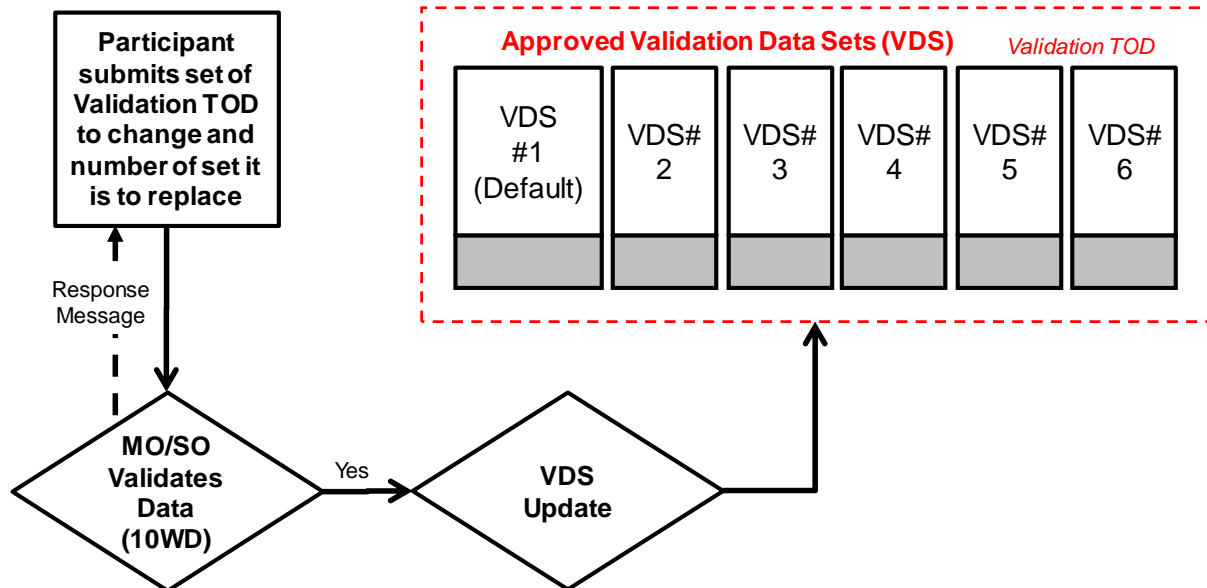 Participant
submits set of
Validation TOD
to change and
number of set it
is to replace
Response
Message
MO/SO
Validates
Data
(10WD)
Yes
VDS
Update
Approved Validation Data Sets (VDS)
Validation TOD
VDS
#1
(Default)
VDS#
2
VDS#
3
VDS#
4
VDS#
5
VDS#
6